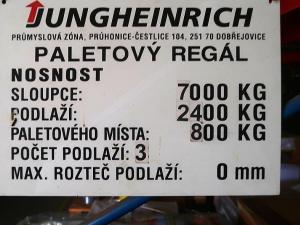 JUNGHEINRICH
PRŮMYSLOVÁ ZÓNA, PRŮHONICE-ČESTLICE 104, 251 70 DOBŘEJOVICE
PALETOVÝ REGÁL
NOSNOST
SLOUPCE: 7000 KG
PODLAŽÍ: 2400 KG
PALETOVÉHO MÍSTA: 800 KG
POČET PODLAŽÍ: 3
MAX. ROZTEČ PODLAŽÍ: 0 mm